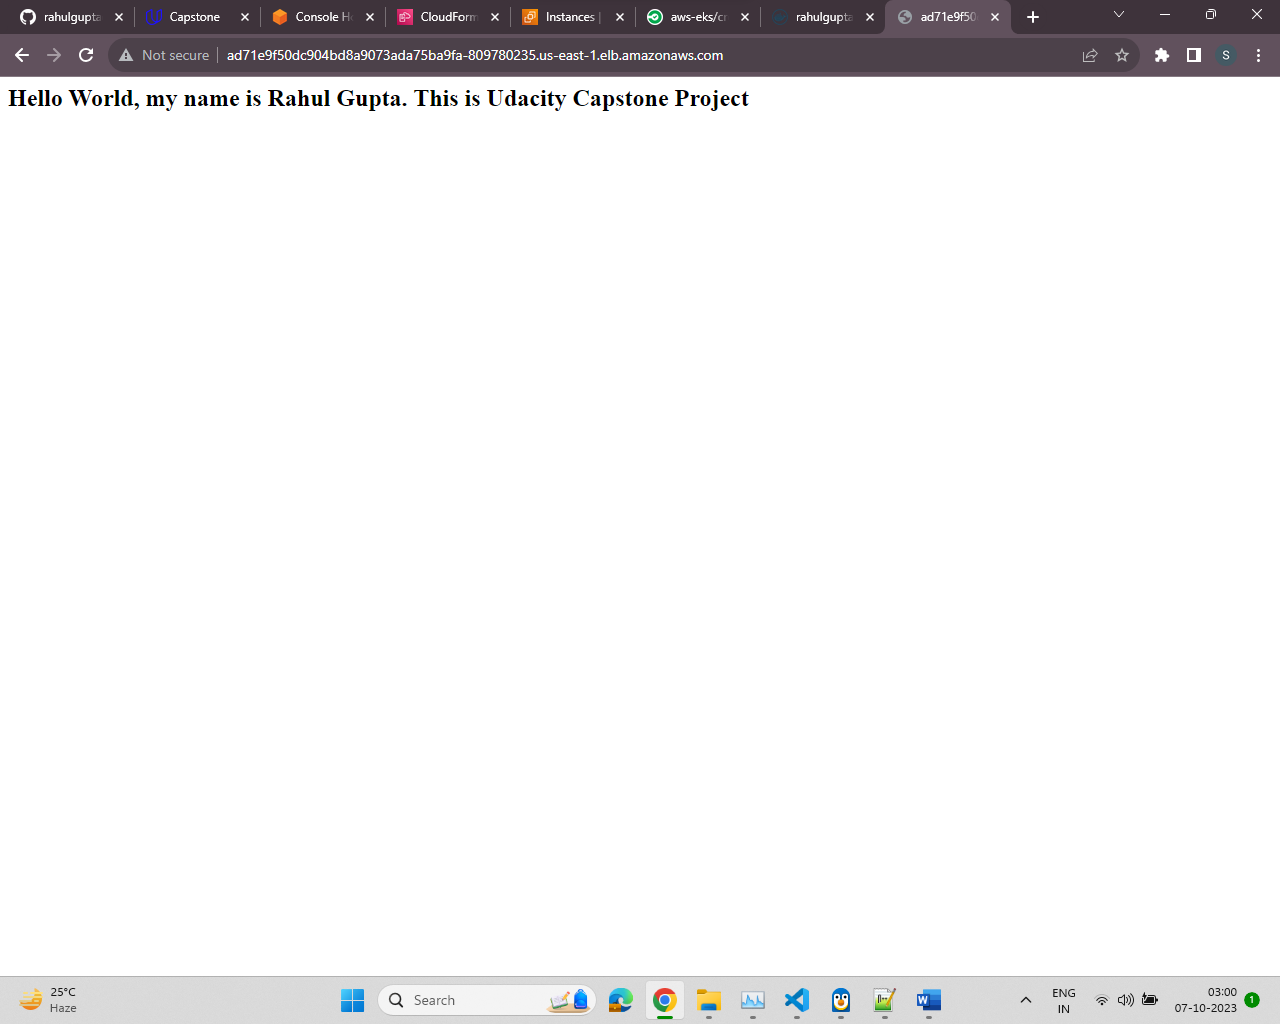 rahulgupta
Capstone
Console Ho
CloudForm
Instances |
aws-eks/cr
rahulgupta
ad71e9f50
Not secure
ad71e9f50dc904bd8a9073ada75ba9fa-809780235.us-east-1.elb.amazonaws.com
S
Hello World, my name is Rahul Gupta. This is Udacity Capstone Project
25°C
Haze
Search
ENG
IN
03:00
07-10-2023
1